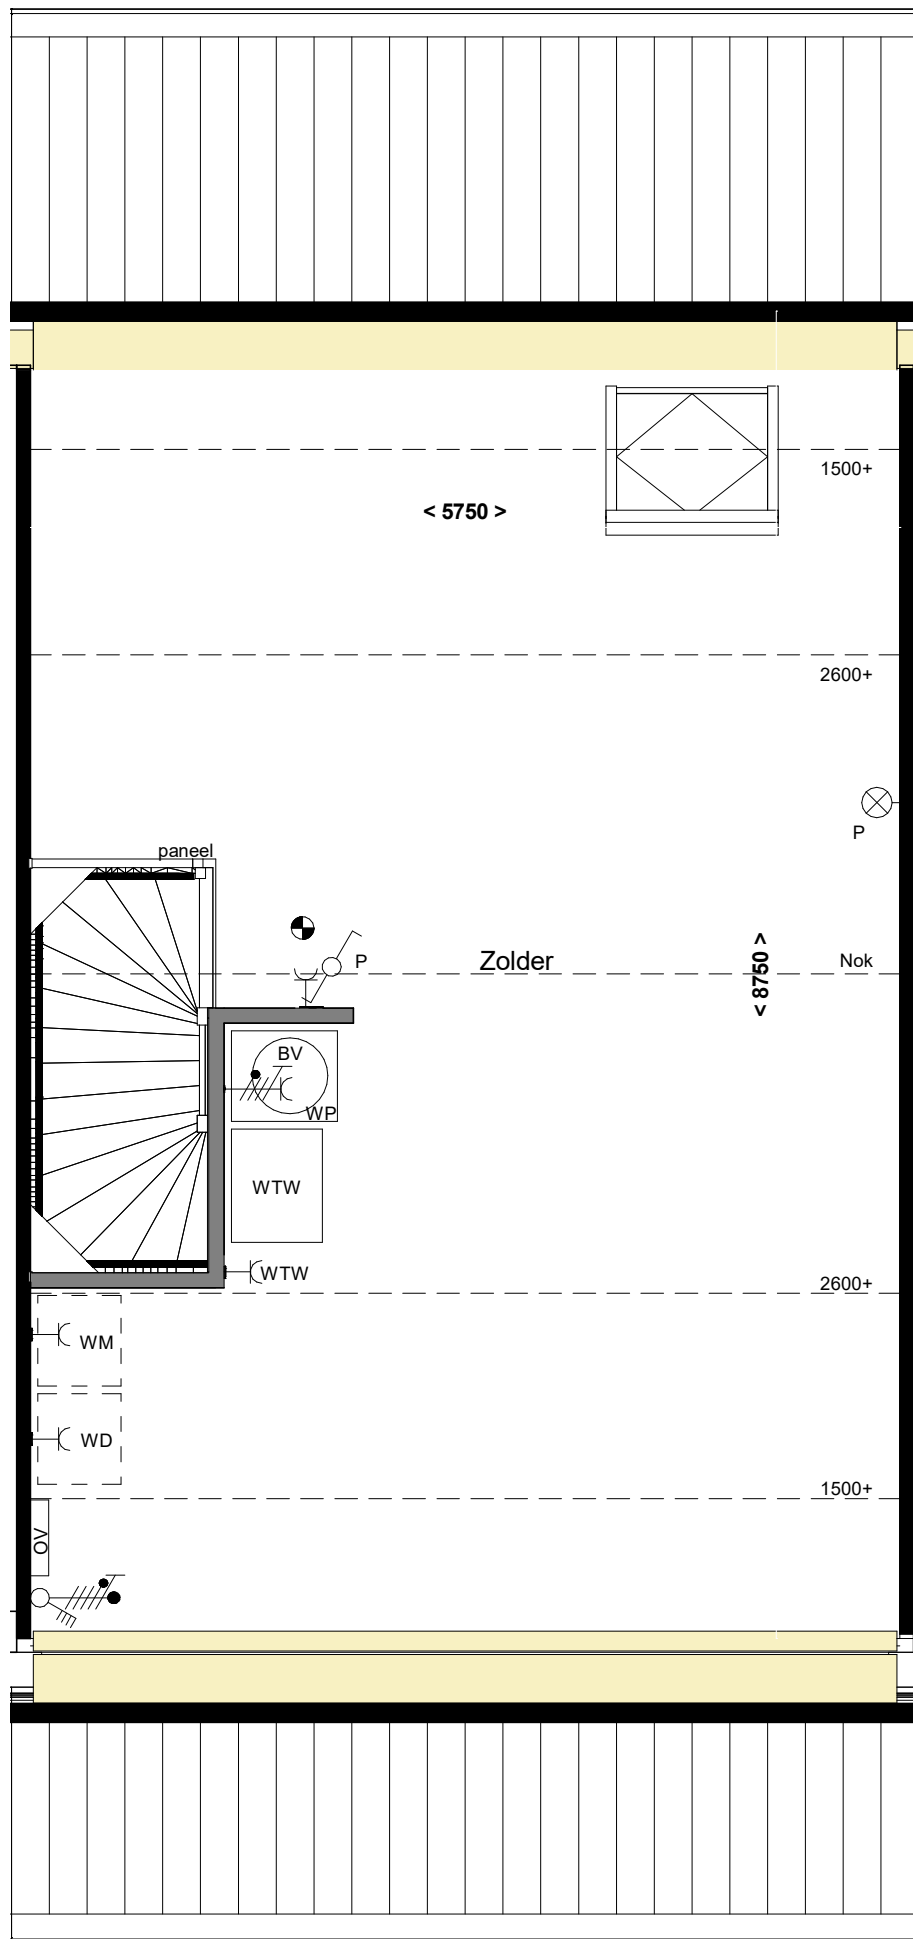 1500+
< 5750 >
2600+
P
paneel
P
Zolder
< 8750 >
Nok
BV
WP
WTW
WTW
2600+
WM
WD
1500+
OV